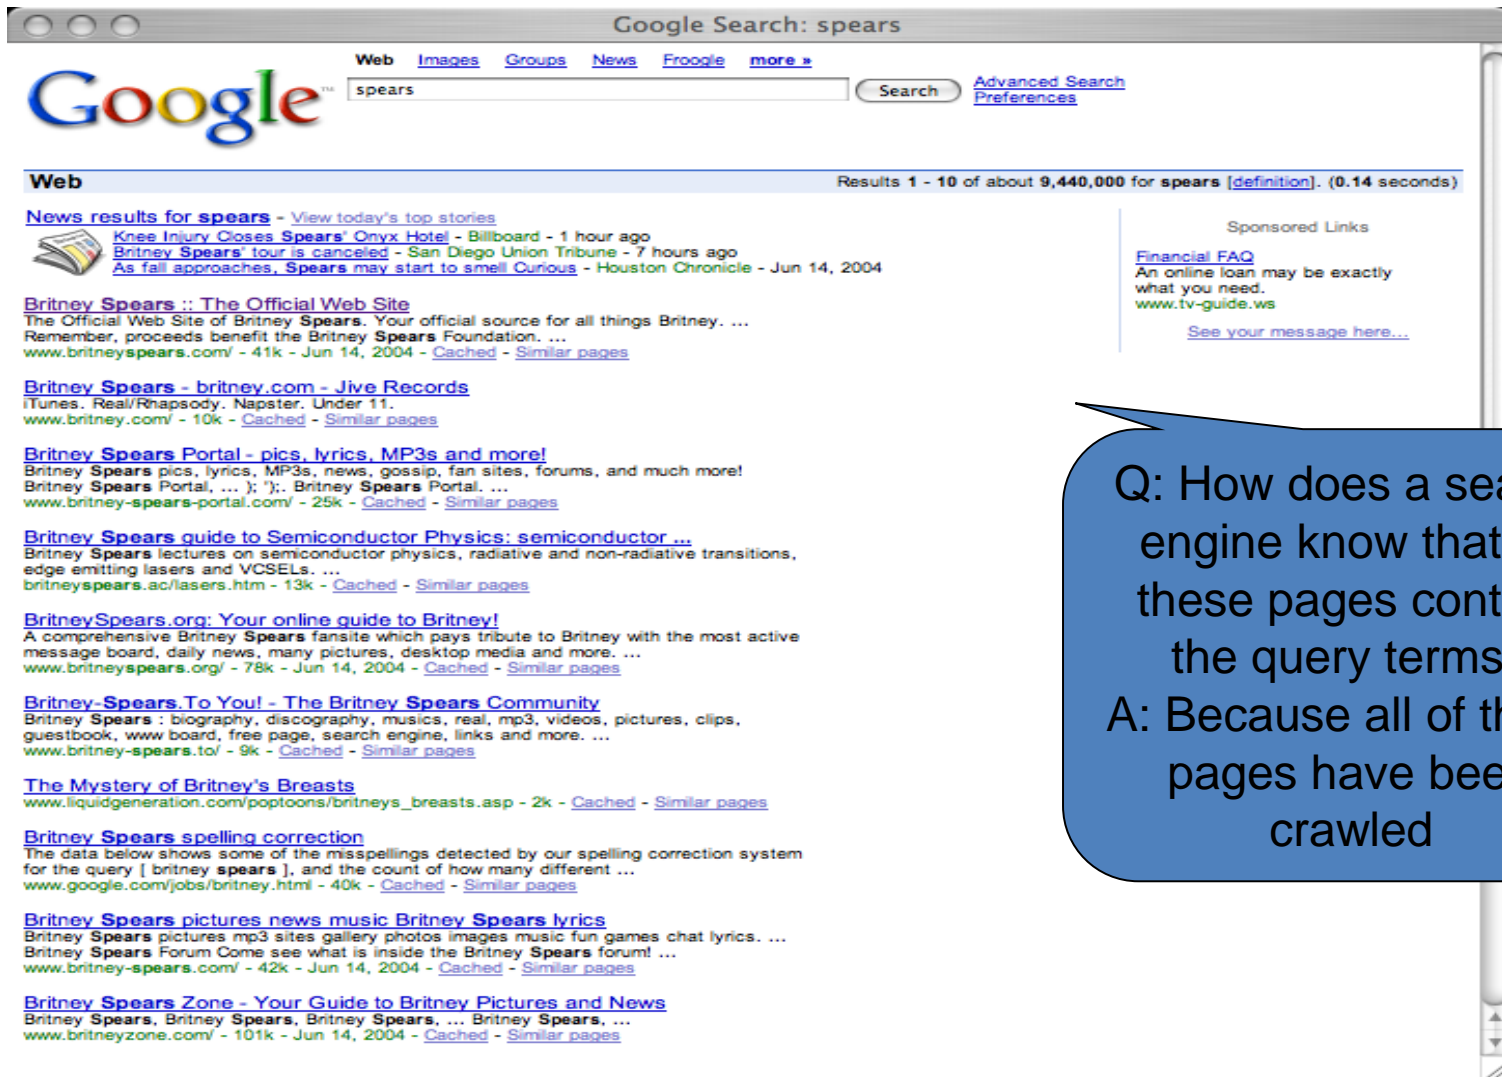 Google Search: spears
Web Images Groups News Froogle more »
Google™
spears
Search
Advanced Search
Preferences
Web
Results 1 - 10 of about 9,440,000 for spears [definition]. (0.14 seconds)
News results for spears - View today's top stories
Knee Injury Closes Spears' Onyx Hotel - Billboard - 1 hour ago
Britney Spears' tour is canceled - San Diego Union Tribune - 7 hours ago
As fall approaches, Spears may start to smell Curious - Houston Chronicle - Jun 14, 2004
Britney Spears :: The Official Web Site
The Official Web Site of Britney Spears. Your official source for all things Britney. ...
Remember, proceeds benefit the Britney Spears Foundation. ...
www.britneyspears.com/ - 41k - Jun 14, 2004 - Cached - Similar pages
Britney Spears - britney.com - Jive Records
iTunes. Real/Rhapsody. Napster. Under 11.
www.britney.com/ - 10k - Cached - Similar pages
Britney Spears Portal - pics, lyrics, MP3s and more!
Britney Spears pics, lyrics, MP3s, news, gossip, fan sites, forums, and much more!
Britney Spears Portal, ... }; ');. Britney Spears Portal. ...
www.britney-spears-portal.com/ - 25k - Cached - Similar pages
Britney Spears guide to Semiconductor Physics: semiconductor ...
Britney Spears lectures on semiconductor physics, radiative and non-radiative transitions,
edge emitting lasers and VCSELs. ...
britneyspears.ac/lasers.htm - 13k - Cached - Similar pages
BritneySpears.org: Your online guide to Britney!
A comprehensive Britney Spears fansite which pays tribute to Britney with the most active
message board, daily news, many pictures, desktop media and more. ...
www.britneyspears.org/ - 78k - Jun 14, 2004 - Cached - Similar pages
Britney-Spears.To You! - The Britney Spears Community
Britney Spears : biography, discography, musics, real, mp3, videos, pictures, clips,
guestbook, www board, free page, search engine, links and more. ...
www.britney-spears.to/ - 9k - Cached - Similar pages
The Mystery of Britney's Breasts
www.liquidgeneration.com/poptoons/britneys_breasts.asp - 2k - Cached - Similar pages
Britney Spears spelling correction
The data below shows some of the misspellings detected by our spelling correction system
for the query [ britney spears ], and the count of how many different ...
www.google.com/jobs/britney.html - 40k - Cached - Similar pages
Britney Spears pictures news music Britney Spears lyrics
Britney Spears pictures mp3 sites gallery photos images music fun games chat lyrics. ...
Britney Spears Forum Come see what is inside the Britney Spears forum! ...
www.britney-spears.com/ - 42k - Jun 14, 2004 - Cached - Similar pages
Britney Spears Zone - Your Guide to Britney Pictures and News
Britney Spears, Britney Spears, Britney Spears, ... Britney Spears, ...
www.britneyzone.com/ - 101k - Jun 14, 2004 - Cached - Similar pages
Sponsored Links
Financial FAQ
An online loan may be exactly
what you need.
www.tv-guide.ws
See your message here...
Q: How does a
engine know that
these pages
the query terms
A: Because all of
pages have
crawled